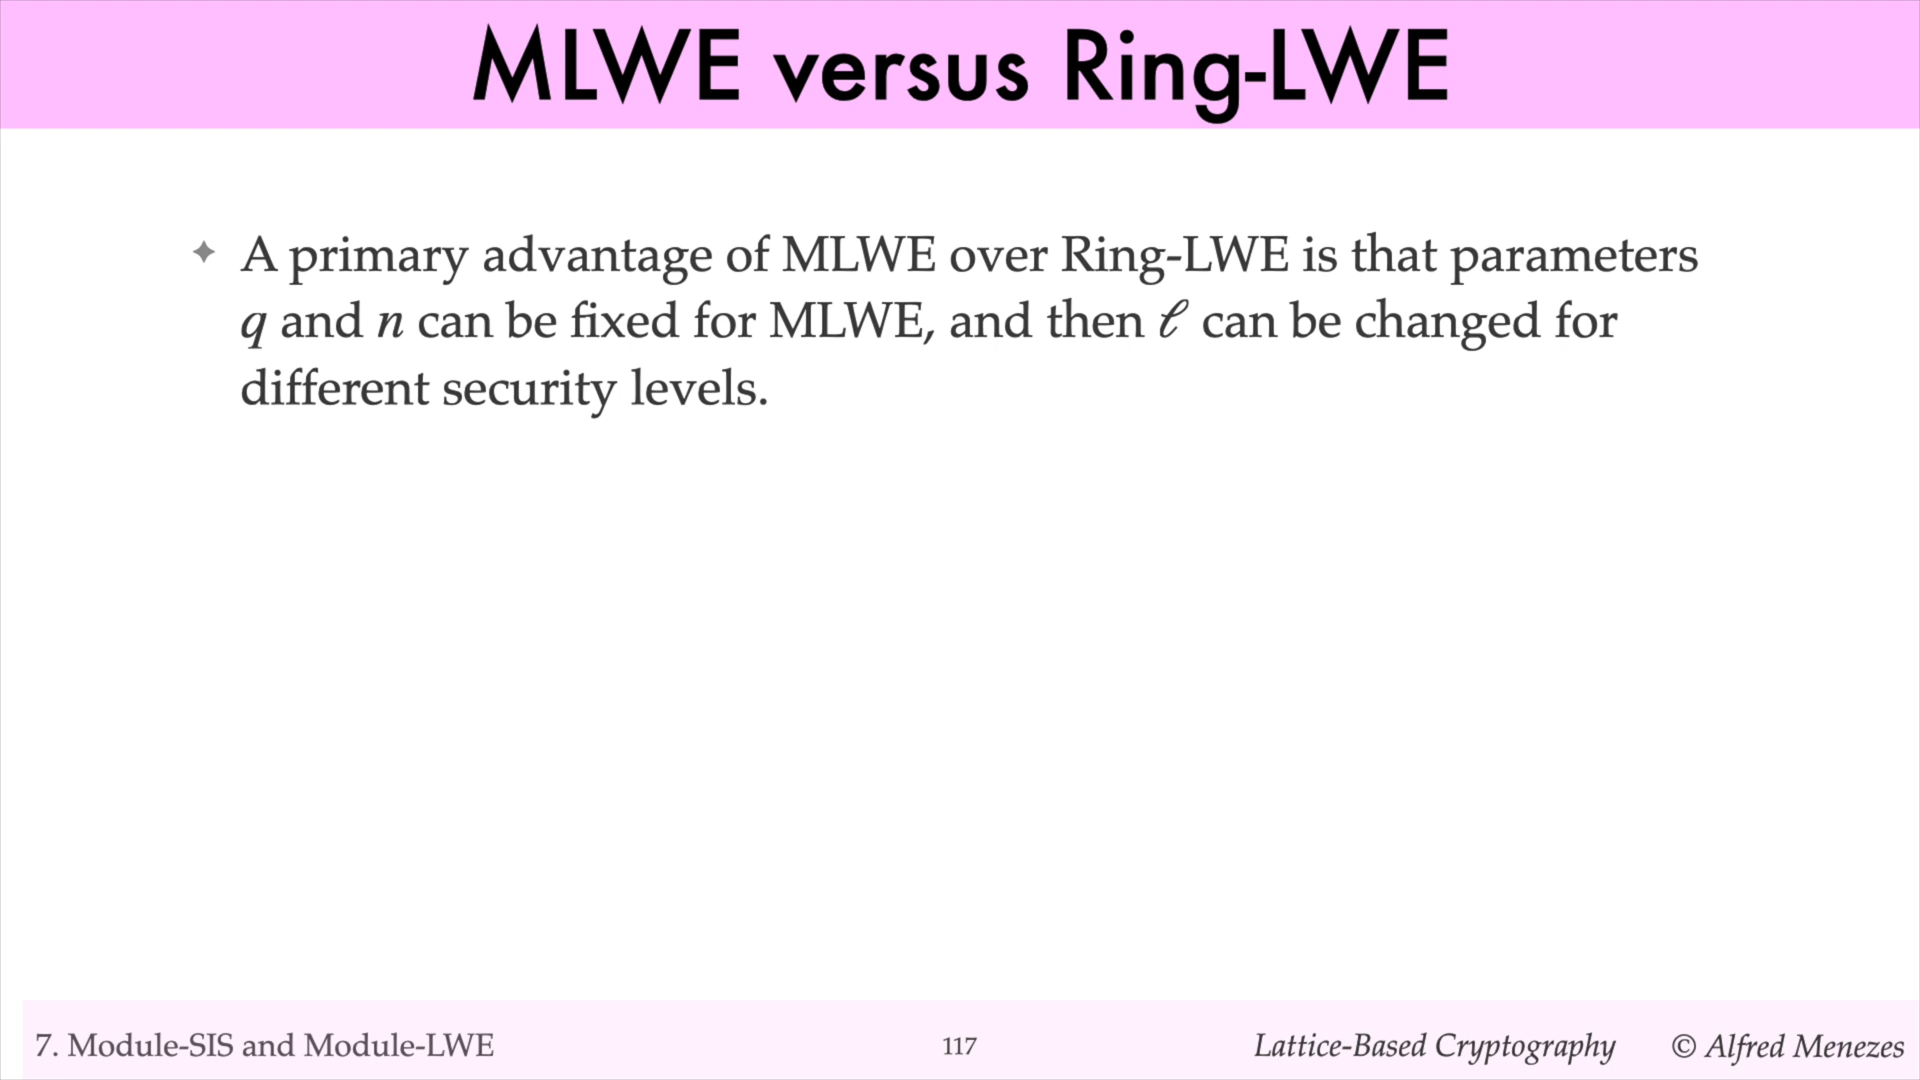 MLWE versus Ring-LWE
✦ A primary advantage of MLWE over Ring-LWE is that parameters
q and n can be fixed for MLWE, and then ℓ can be changed for
different security levels.
7. Module-SIS and Module-LWE 117 Lattice-Based Cryptography © Alfred Menezes